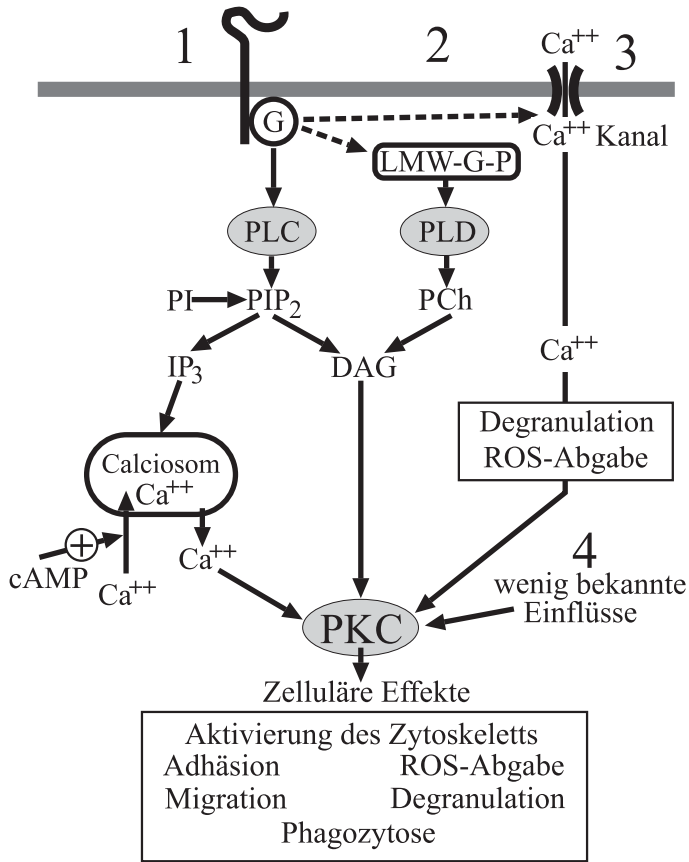 1
2
Ca++
3
G
Ca++ Kanal
LMW-G-P
PLC
PLD
PI
PIP2
PCh
IP3
DAG
Ca++
Degranulation
ROS-Abgabe
Calciosom
Ca++
+
cAMP
Ca++
Ca++
4
wenig bekannte
Einflüsse
PKC
Zelluläre Effekte
Aktivierung des Zytoskeletts
Adhäsion ROS-Abgabe
Migration Degranulation
Phagozytose